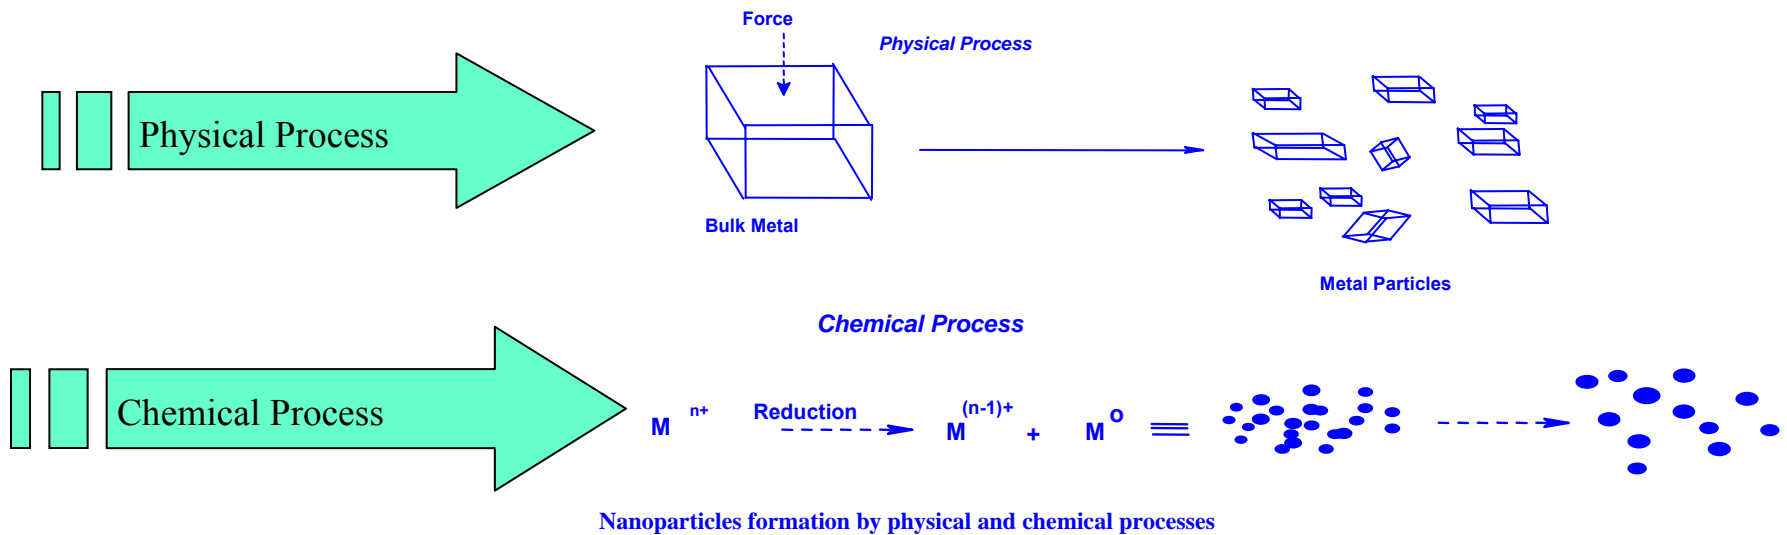 Force
Physical Process
Physical Process
Bulk Metal
Metal Particles
Chemical Process
Chemical Process
M n+ Reduction M (n-1)+ + M o
Nanoparticles formation by physical and chemical processes